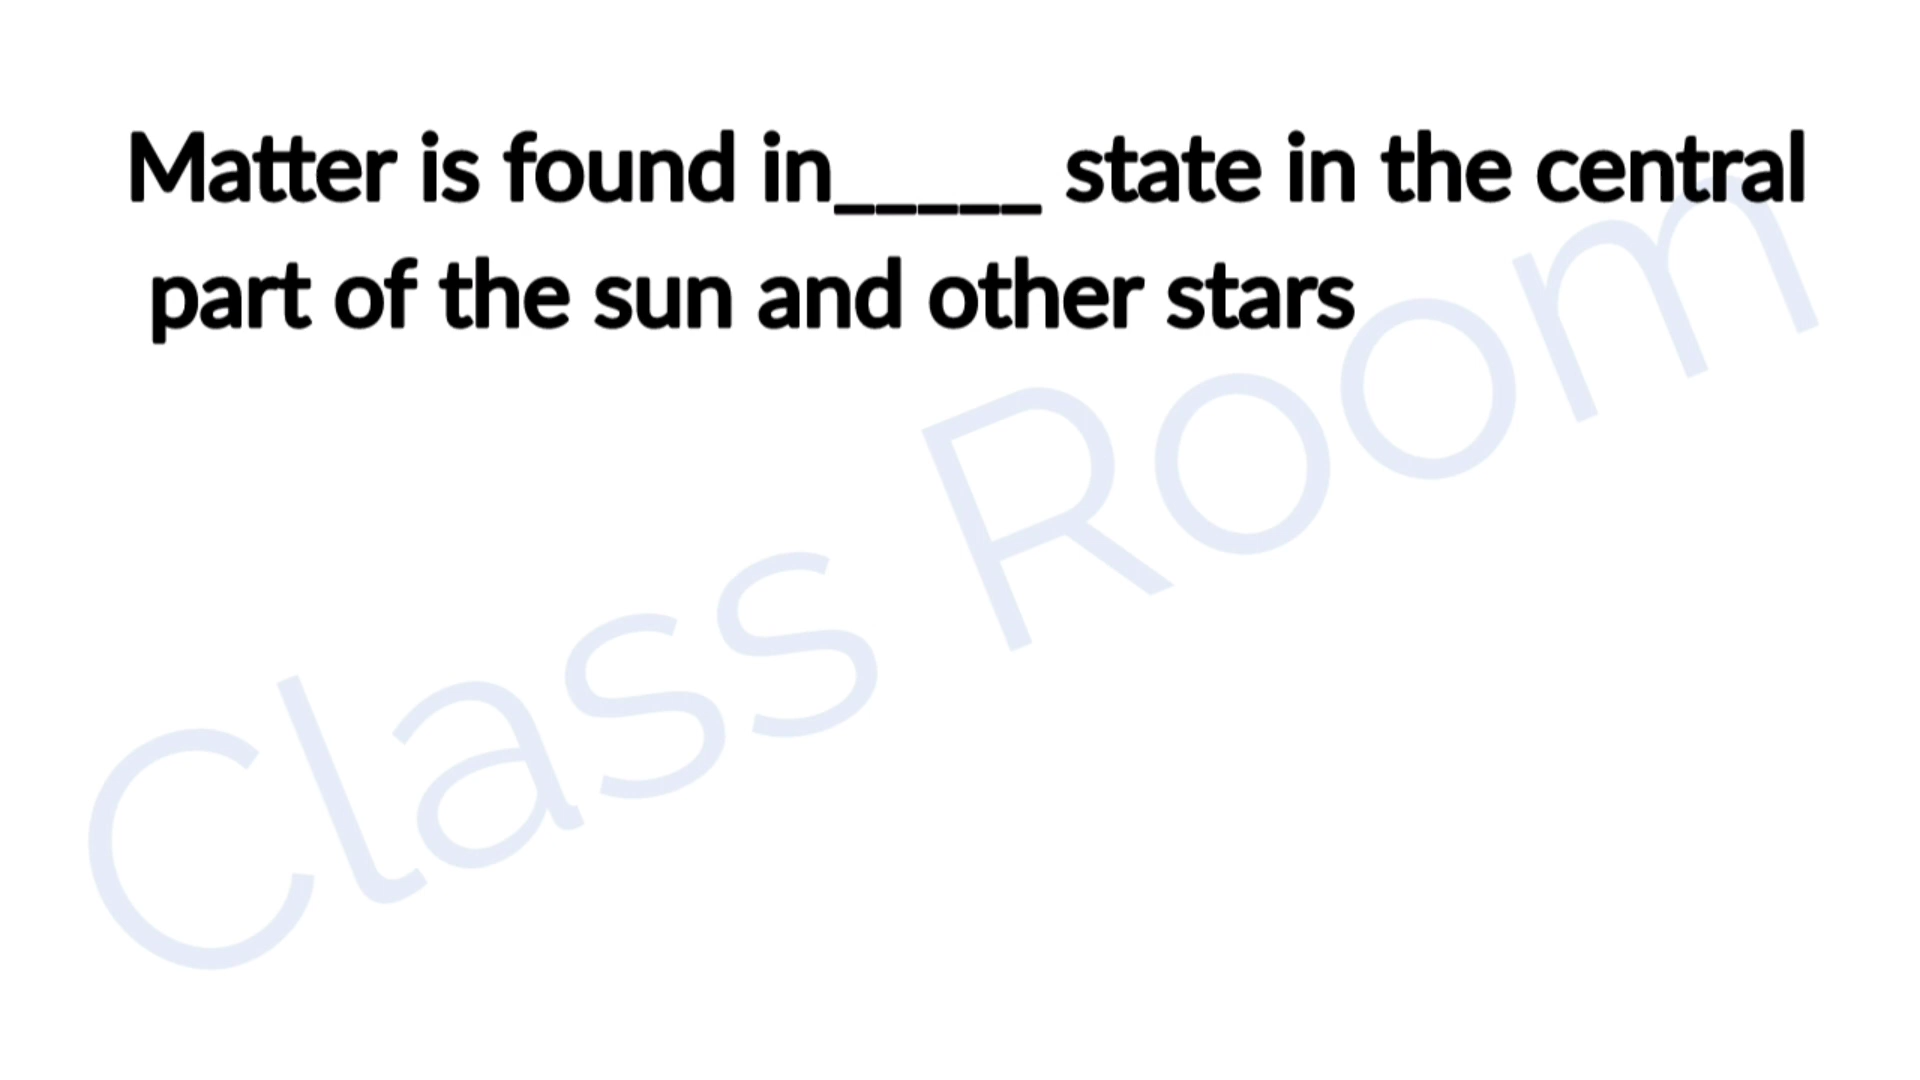 Matter is found in_____ state in the central
part of the sun and other stars
Class Room